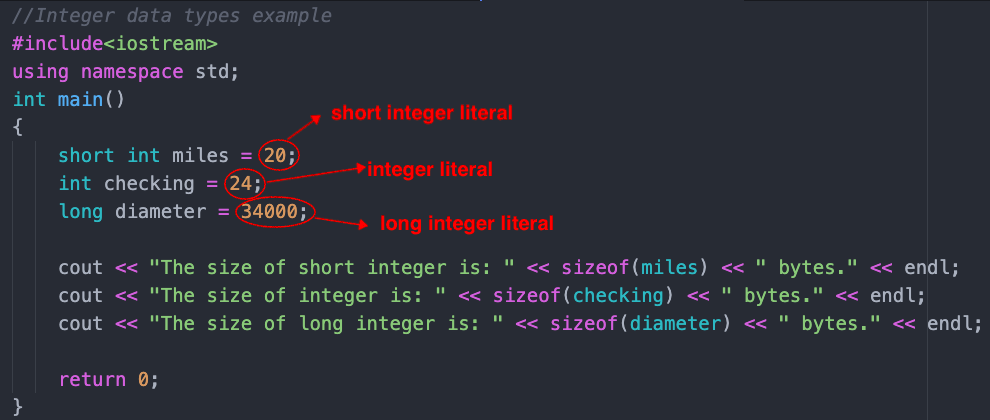 //Integer data types example
#include<iostream>
using namespace std;
int main()
{
short integer literal
short int miles = 20;
integer literal
int checking = 24;
long diameter = 34000;
long integer literal
cout << "The size of short integer is: " << sizeof(miles) << " bytes." << endl;
cout << "The size of integer is: " << sizeof(checking) << " bytes." << endl;
cout << "The size of long integer is: " << sizeof(diameter) << " bytes." << endl;
return 0;
}